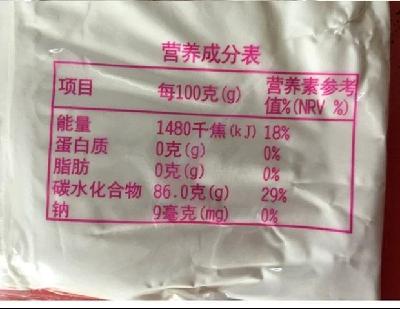 营养成分表
项目 每100克(g) 营养素参考
值%(NRV %)
能量 1480千焦(kJ) 18%
蛋白质 0克(g) 0%
脂肪 0克(g) 0%
碳水化合物 86.0克(g) 29%
钠 9毫克(mg) 0%